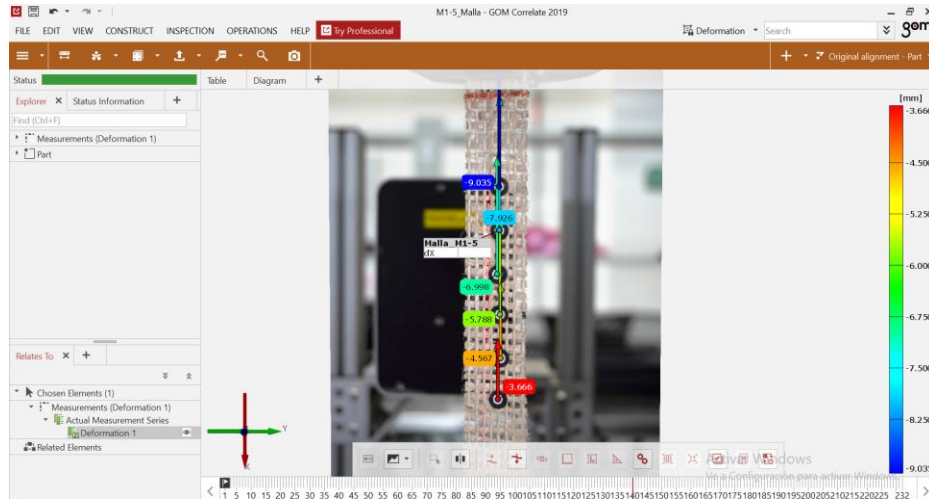 M1-5_Malla - GOM Correlate 2019
FILE EDIT VIEW CONSTRUCT INSPECTION OPERATIONS HELP Try Professional Deformation Search gom
Original alignment - Part
Status Table Diagram +
Explorer X Status Information +
Find (Ctrl+F)
Measurements (Deformation 1)
Part
[mm]
-3.666
-4.500
-5.250
-6.000
-6.750
-7.500
-8.250
-9.035
-9.035
-7.926
Malla_M1-5
dX
-6.998
-5.788
-4.567
-3.666
Relates To X +
Chosen Elements (1)
Measurements (Deformation 1)
Actual Measurement Series
Deformation 1
Related Elements
Y
X
Activar Windows
Ve a Configuración para activar Windows.
1 5 10 15 20 25 30 35 40 45 50 55 60 65 70 75 80 85 90 95 100 105 110 115 120 125 130 135 140 145 150 155 160 165 170 175 180 185 190 195 200 205 210 215 220 225 232